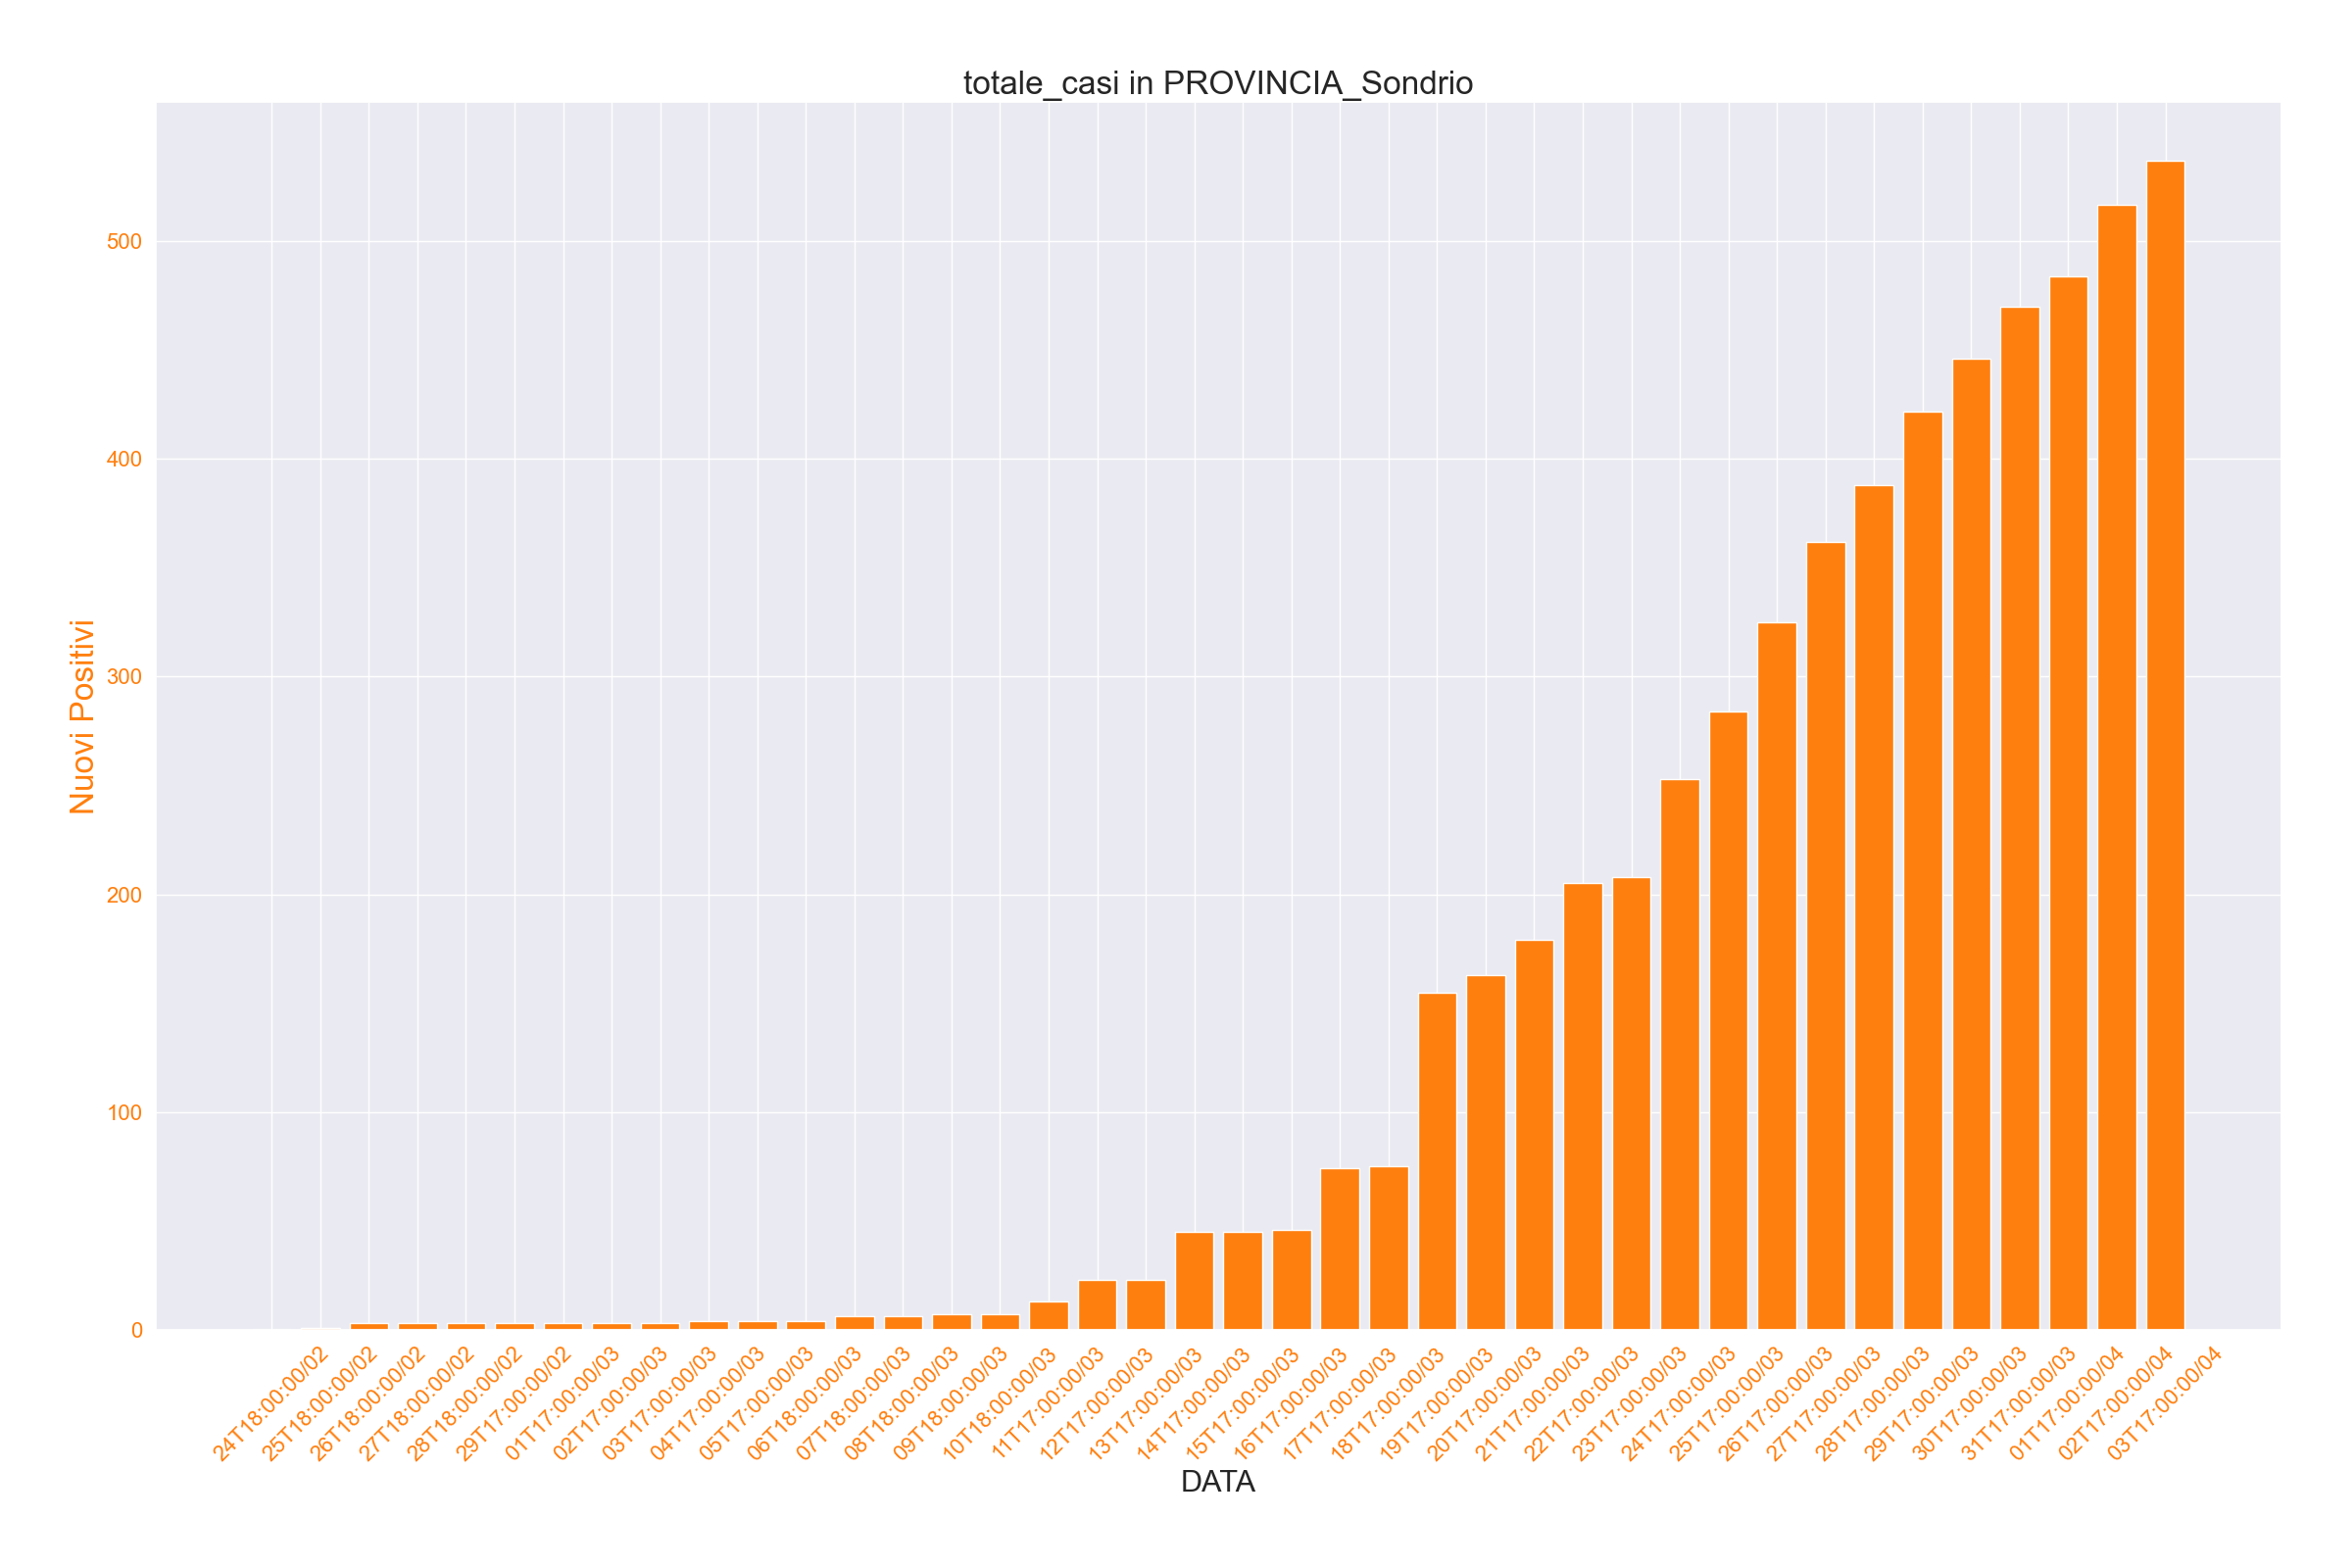 totale_casi in PROVINCIA_Sondrio
Nuovi Positivi
500
400
300
200
100
0
24T18:00:00/02
25T18:00:00/02
26T18:00:00/02
27T18:00:00/02
28T18:00:00/02
29T17:00:00/02
01T17:00:00/03
02T17:00:00/03
03T17:00:00/03
04T17:00:00/03
05T17:00:00/03
06T18:00:00/03
07T18:00:00/03
08T18:00:00/03
09T18:00:00/03
10T18:00:00/03
11T17:00:00/03
12T17:00:00/03
13T17:00:00/03
14T17:00:00/03
15T17:00:00/03
16T17:00:00/03
17T17:00:00/03
18T17:00:00/03
19T17:00:00/03
20T17:00:00/03
21T17:00:00/03
22T17:00:00/03
23T17:00:00/03
24T17:00:00/03
25T17:00:00/03
26T17:00:00/03
27T17:00:00/03
28T17:00:00/03
29T17:00:00/03
30T17:00:00/03
31T17:00:00/03
01T17:00:00/04
02T17:00:00/04
03T17:00:00/04
DATA